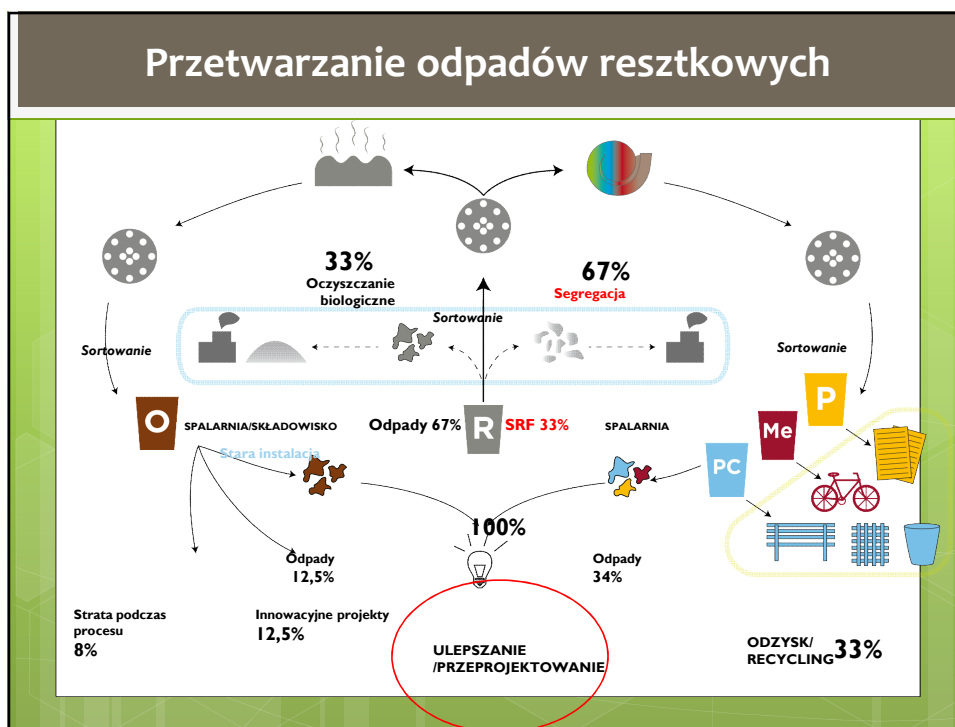 Przetwarzanie odpadów resztkowych
33%
Oczyszczanie
biologiczne
67%
Segregacja
Sortowanie
Sortowanie
Sortowanie
P
O
SPALARNIA/SKŁADOWISKO
Odpady 67%
R
SRF 33%
SPALARNIA
Me
Stara instalacja
PC
100%
Odpady
12,5%
Odpady
34%
Strata podczas
procesu
8%
Innowacyjne projekty
12,5%
ULEPSZANIE
/PRZEPROJEKTOWANIE
ODZYSK/
RECYCLING 33%